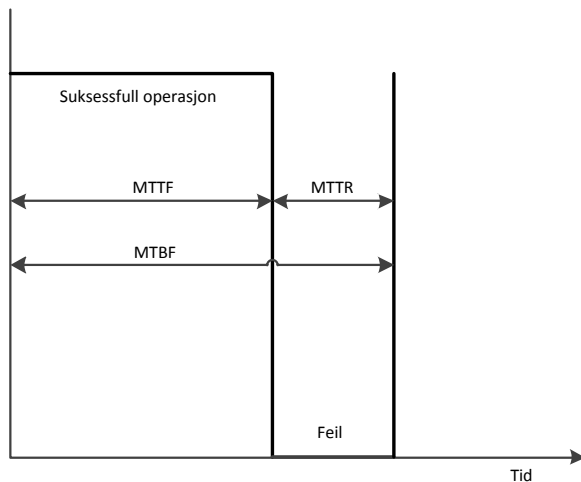 Suksessfull operasjon
MTTF
MTTR
MTBF
Feil
Tid